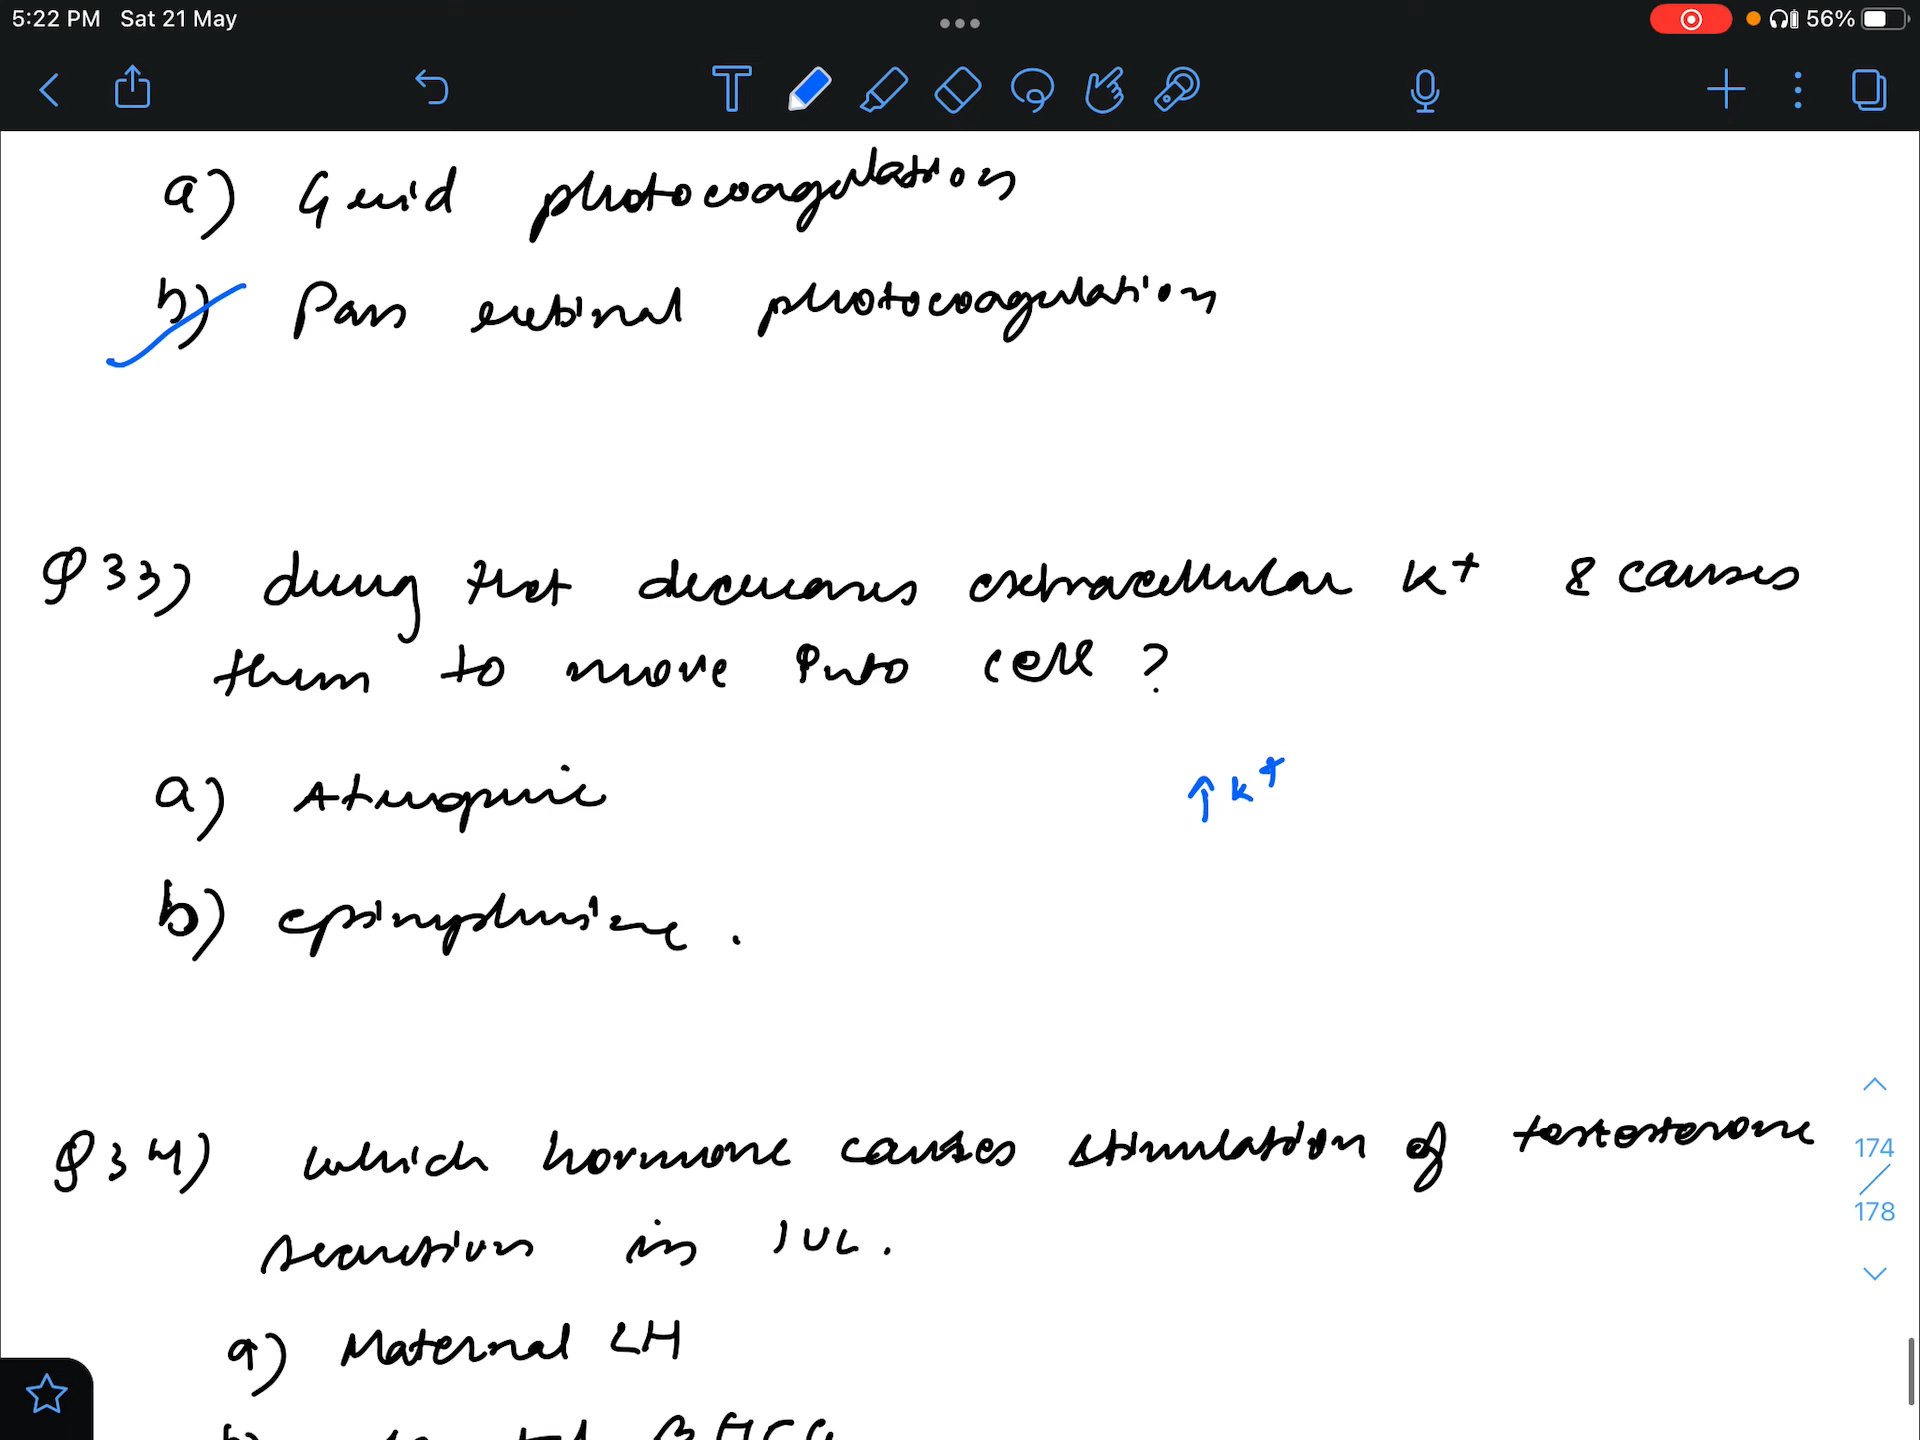 5:22 PM Sat 21 May
56%
T
a) Grid photocoagulation
b) Pan retinal photocoagulation
Q33) drug that decreases extracellular K+ & causes
them to move into cell ?
a) Atropine
↑ K+
b) epinephrine .
Q34) which hormone causes stimulation of testosterone
secretion in IUL .
174
178
a) Maternal LH